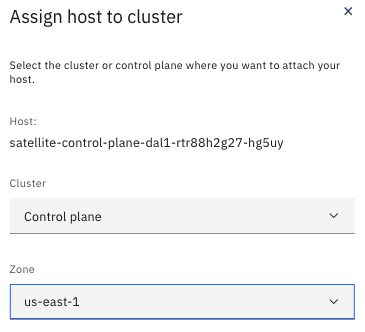 Assign host to cluster
Select the cluster or control plane where you want to attach your
host.
Host:
satellite-control-plane-dal1-rtr88h2g27-hg5uy
Cluster
Control plane
Zone
us-east-1